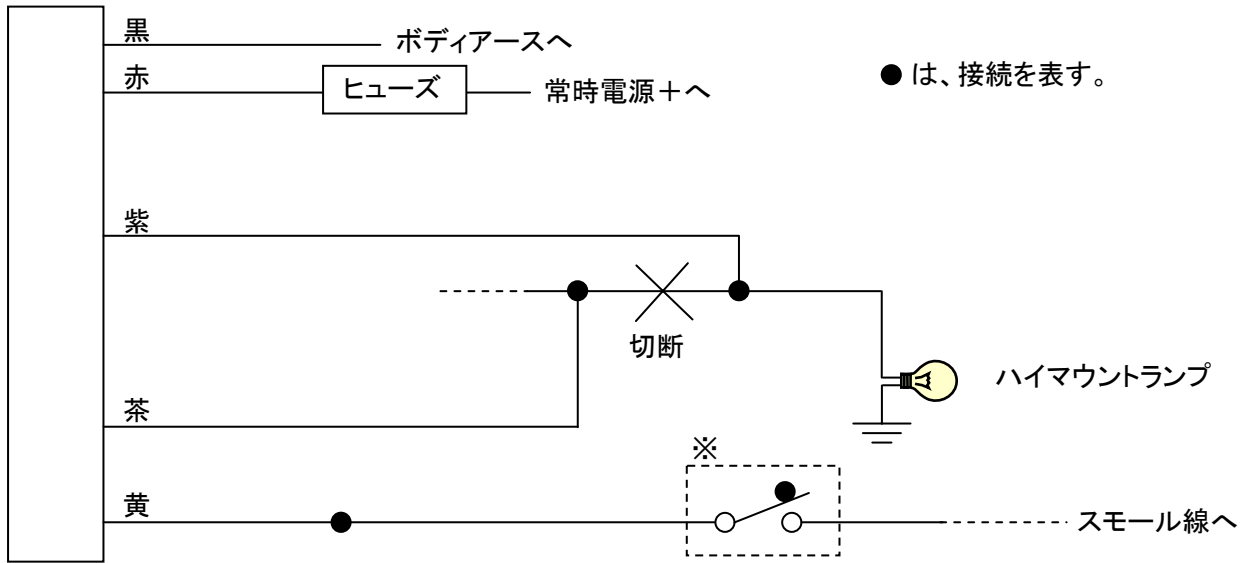 黒
ボディアースへ
赤
ヒューズ
常時電源+へ
● は、接続を表す。
紫
切断
ハイマウントランプ
茶
※
黄
スモール線へ